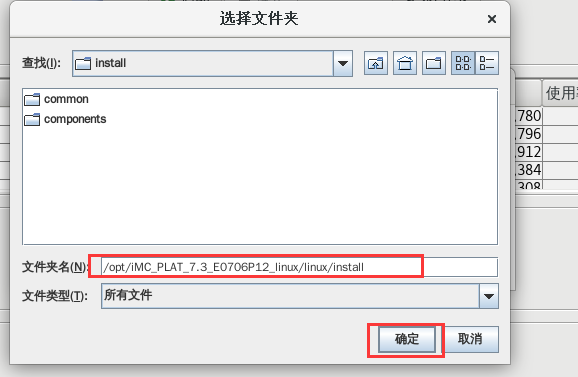 选择文件夹
查找(I): install
common
components
使用率
,780
,796
,912
,384
,308
文件夹名(N): /opt/iMC_PLAT_7.3_E0706P12_linux/linux/install
文件类型(T): 所有文件
确定 取消